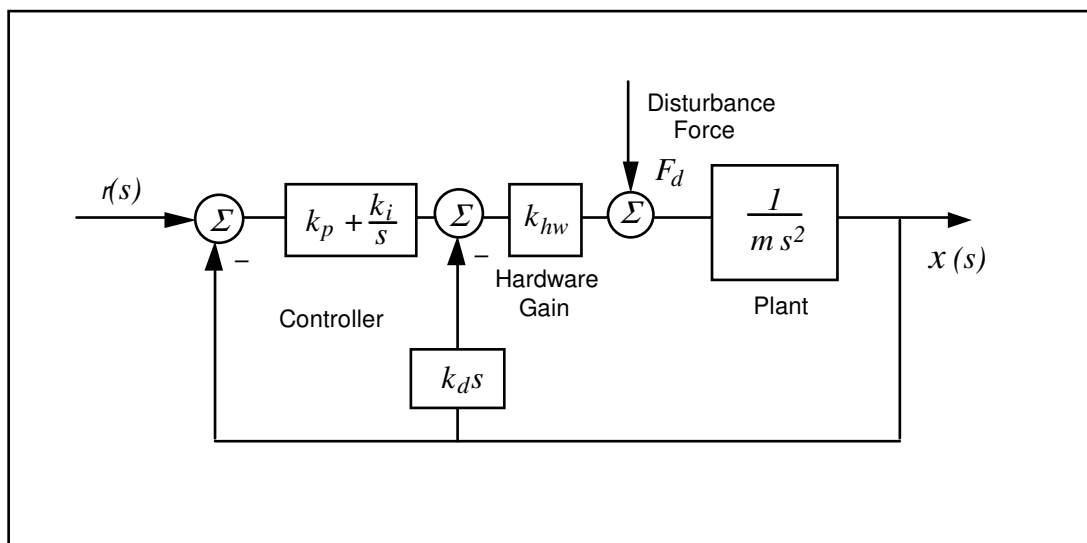 Disturbance
Force
F_d
r(s)
Σ
k_p + k_i/s
Σ
k_hw
Σ
1/(m s²)
x (s)
−
−
Hardware
Gain
Plant
Controller
k_d s